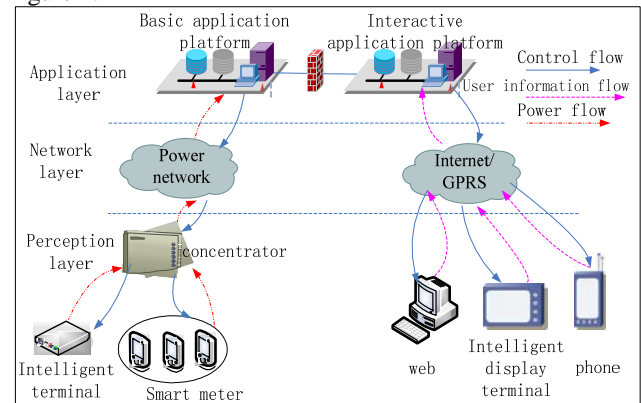 Basic application
platform
Interactive
application platform
Control flow
User information flow
Power flow
Application
layer
Network
layer
Power
network
Internet/
GPRS
Perception
layer
concentrator
Intelligent
terminal
Smart meter
web
Intelligent
display
terminal
phone